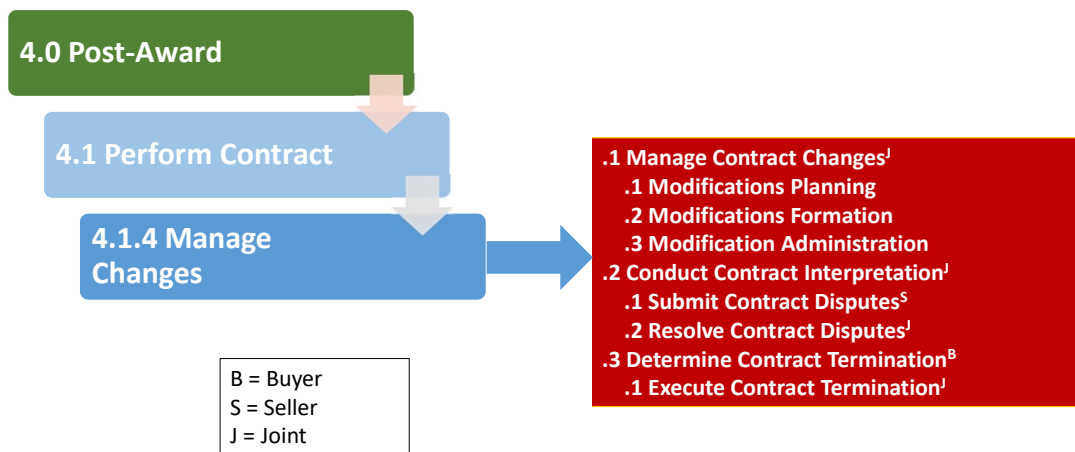 4.0 Post-Award
4.1 Perform Contract
4.1.4 Manage
Changes
.1 Manage Contract Changesᴶ
.1 Modifications Planning
.2 Modifications Formation
.3 Modification Administration
.2 Conduct Contract Interpretationᴶ
.1 Submit Contract Disputesˢ
.2 Resolve Contract Disputesᴶ
.3 Determine Contract Terminationᴮ
.1 Execute Contract Terminationᴶ
B = Buyer
S = Seller
J = Joint